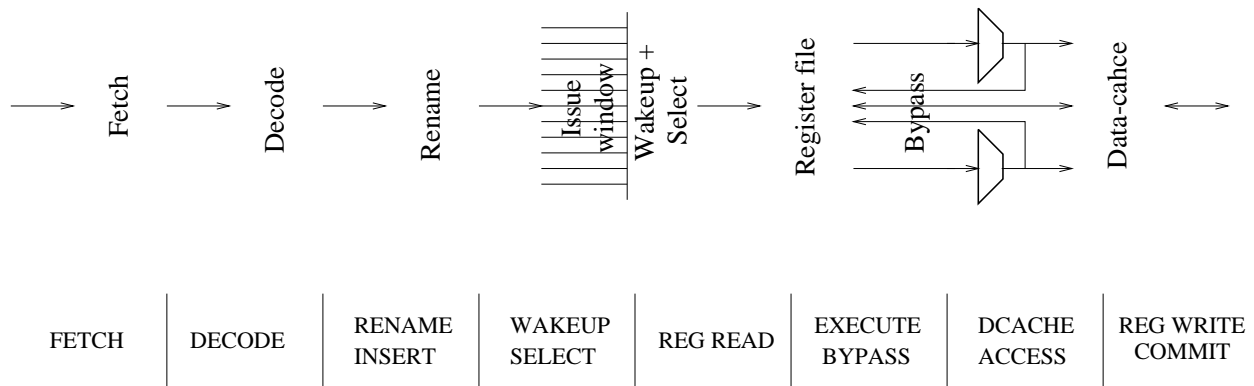 Fetch
Decode
Rename
Issue
window
Wakeup +
Select
Register file
Bypass
Data-cahce
FETCH
DECODE
RENAME
INSERT
WAKEUP
SELECT
REG READ
EXECUTE
BYPASS
DCACHE
ACCESS
REG WRITE
COMMIT